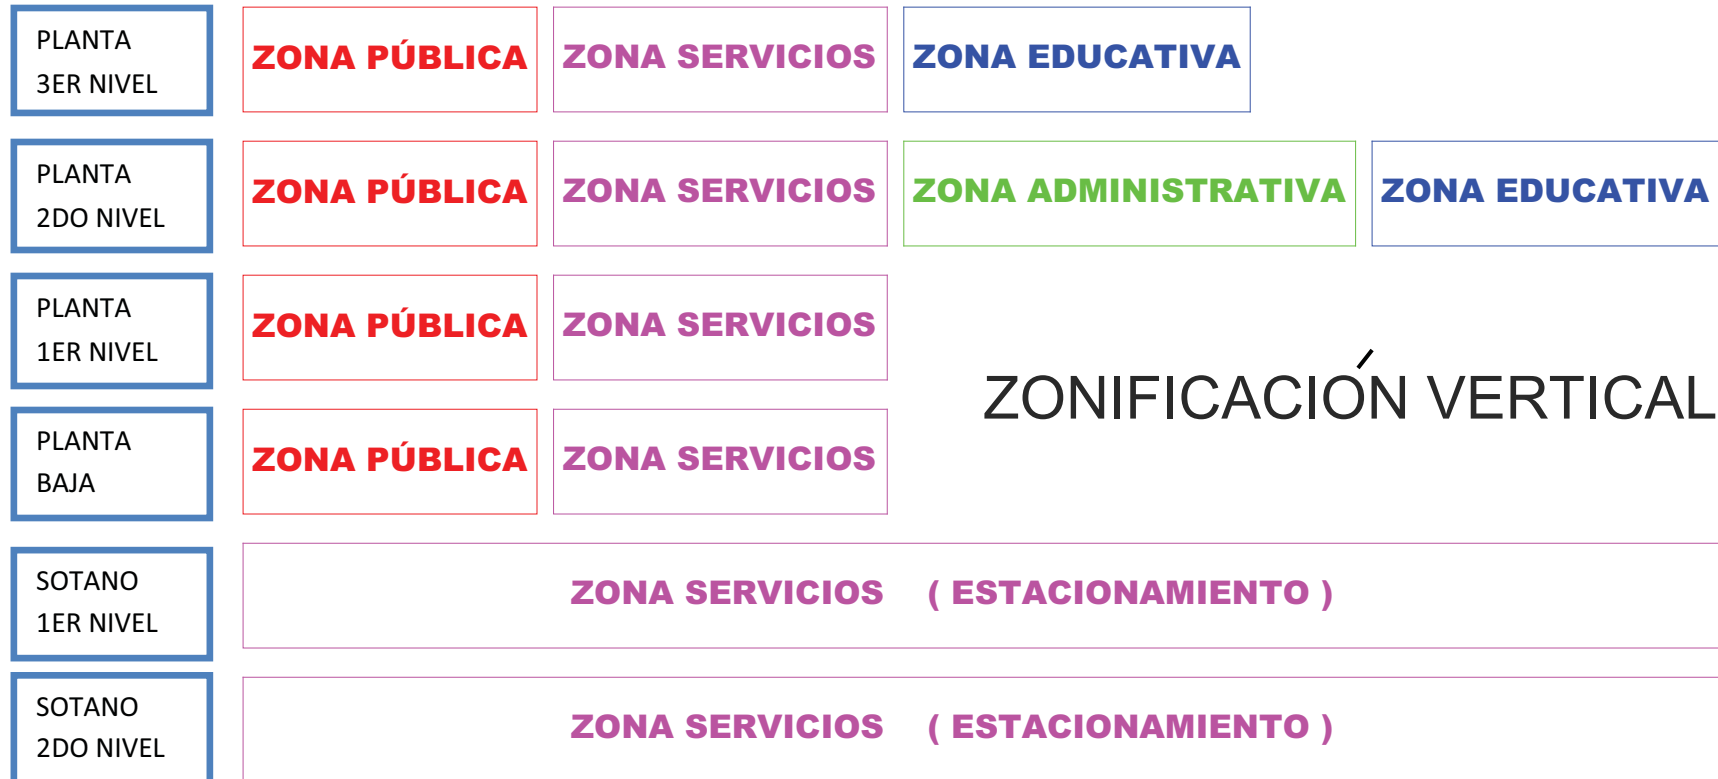 PLANTA
3ER NIVEL
ZONA PÚBLICA
ZONA SERVICIOS
ZONA EDUCATIVA
PLANTA
2DO NIVEL
ZONA PÚBLICA
ZONA SERVICIOS
ZONA ADMINISTRATIVA
ZONA EDUCATIVA
PLANTA
1ER NIVEL
ZONA PÚBLICA
ZONA SERVICIOS
ZONIFICACIÓN VERTICAL
PLANTA
BAJA
ZONA PÚBLICA
ZONA SERVICIOS
SOTANO
1ER NIVEL
ZONA SERVICIOS ( ESTACIONAMIENTO )
SOTANO
2DO NIVEL
ZONA SERVICIOS ( ESTACIONAMIENTO )